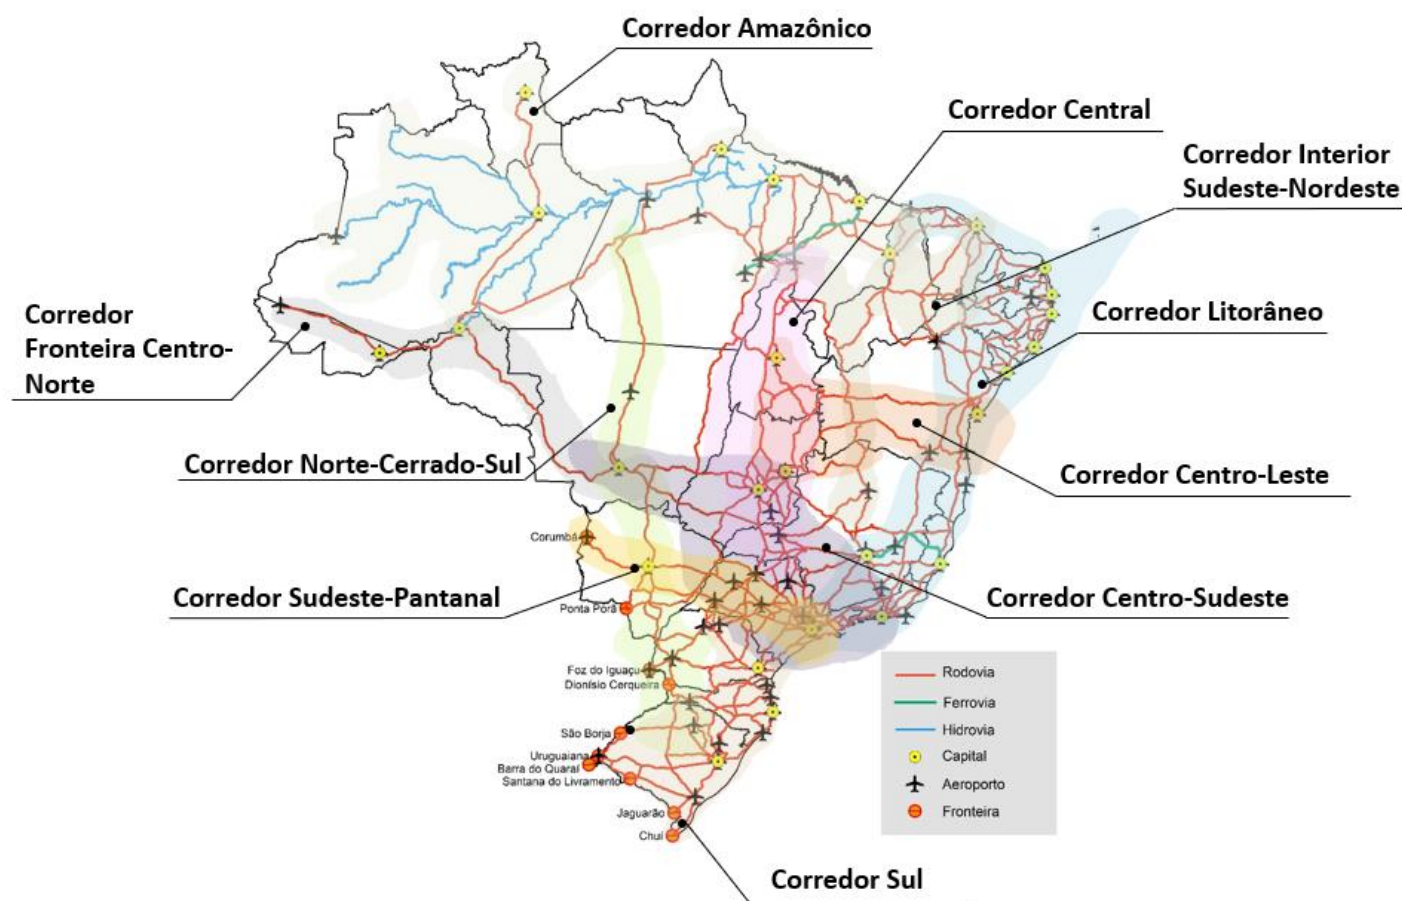 Corredor Amazônico
Corredor Central
Corredor Interior
Sudeste-Nordeste
Corredor
Fronteira Centro-
Norte
Corredor Litorâneo
Corredor Norte-Cerrado-Sul
Corredor Centro-Leste
Corumbá
Corredor Sudeste-Pantanal
Ponta Porã
Corredor Centro-Sudeste
Foz do Iguaçu
Dionísio Cerqueira
São Borja
Uruguaiana
Barra do Quaraí
Santana do Livramento
Jaguarão
Chuí
Rodovia
Ferrovia
Hidrovia
Capital
Aeroporto
Fronteira
Corredor Sul